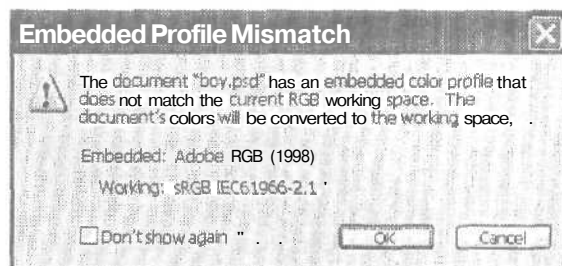 Embedded Profile Mismatch
The document "boy.psd" has an embedded color profile that
does not match the current RGB working space. The
document's colors will be converted to the working space, .
Embedded: Adobe RGB (1998)
Working: sRGB IEC61966-2.1 '
Don't show again " . .
OK
Cancel